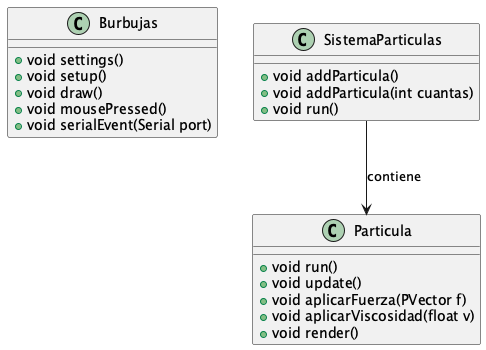 C Burbujas
void settings()
void setup()
void draw()
void mousePressed()
void serialEvent(Serial port)
C SistemaParticulas
void addParticula()
void addParticula(int cuantas)
void run()
contiene
C Particula
void run()
void update()
void aplicarFuerza(PVector f)
void aplicarViscosidad(float v)
void render()